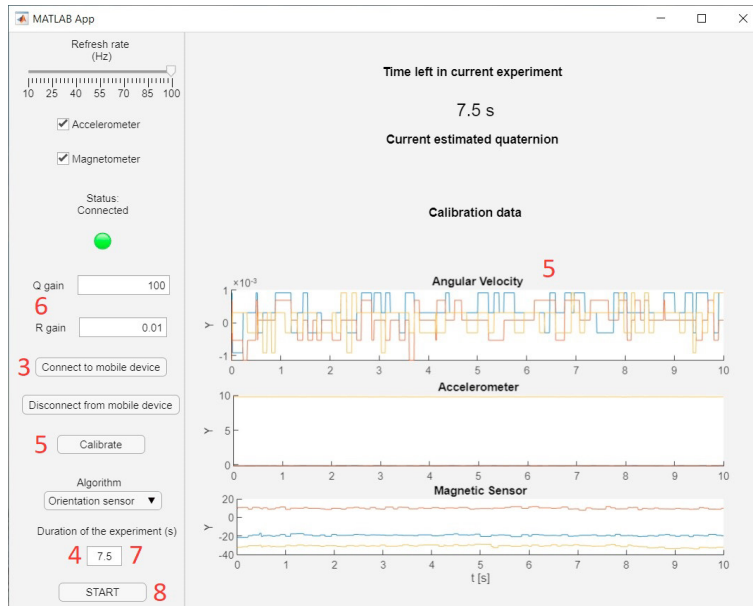 MATLAB App
Refresh rate
(Hz)
10 25 40 55 70 85 100
Accelerometer
Magnetometer
Status:
Connected
Q gain 100
6
R gain 0.01
3 Connect to mobile device
Disconnect from mobile device
5 Calibrate
Algorithm
Orientation sensor
Duration of the experiment (s)
4 7.5 7
START 8
Time left in current experiment
7.5 s
Current estimated quaternion
Calibration data
5
×10⁻³ Angular Velocity
1
0
-1
Y
0 1 2 3 4 5 6 7 8 9 10
Accelerometer
10
5
0
Y
0 1 2 3 4 5 6 7 8 9 10
Magnetic Sensor
20
0
-20
-40
Y
0 1 2 3 4 5 6 7 8 9 10
t [s]